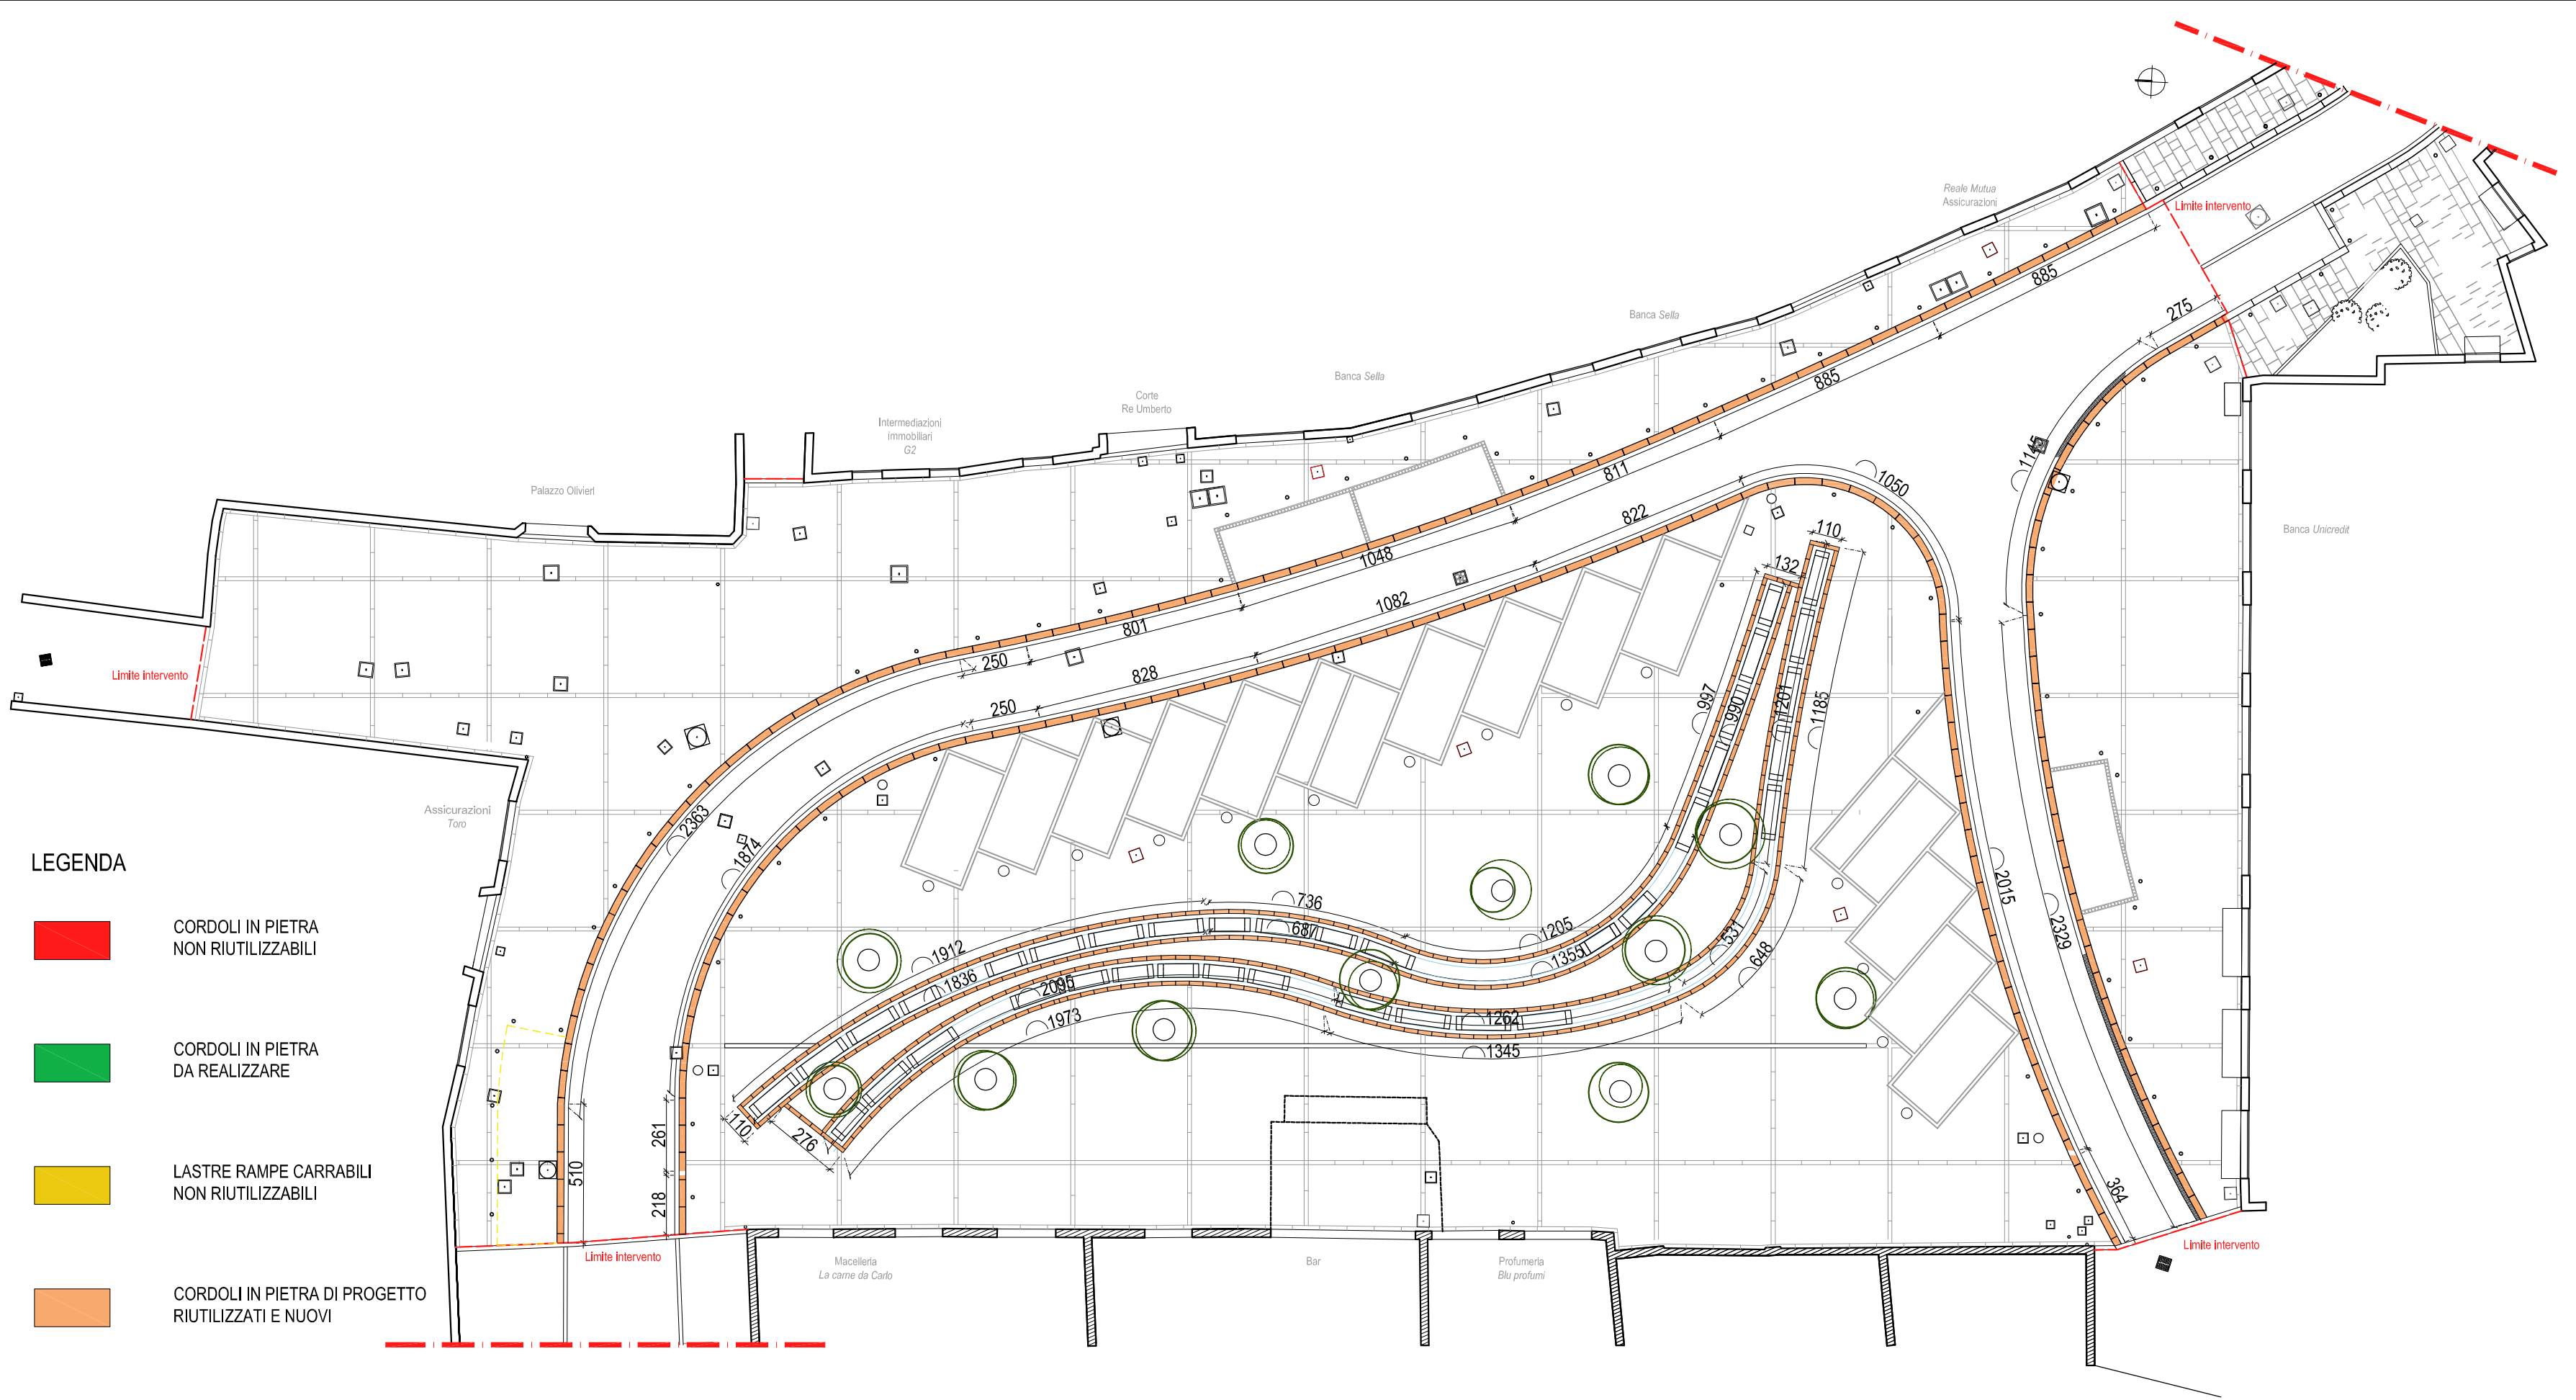 Limite intervento
Reale Mutua
Assicurazioni
885
275
Banca Sella
885
Banca Sella
Corte
Re Umberto
Intermediazioni
immobiliari
G2
1145
1050
811
822
Palazzo Olivieri
Banca Unicredit
110
1048
132
1082
801
250
828
250
Limite intervento
997
990
1201
1185
Assicurazioni
Toro
2363
1874
LEGENDA
CORDOLI IN PIETRA
NON RIUTILIZZABILI
CORDOLI IN PIETRA
DA REALIZZARE
LASTRE RAMPE CARRABILI
NON RIUTILIZZABILI
CORDOLI IN PIETRA DI PROGETTO
RIUTILIZZATI E NUOVI
736
687
1912
1836
2095
1973
1205
1355
531
648
1262
1345
2015
2329
110
276
261
510
218
364
Limite intervento
Macelleria
La carne da Carlo
Bar
Profumeria
Blu profumi
Limite intervento